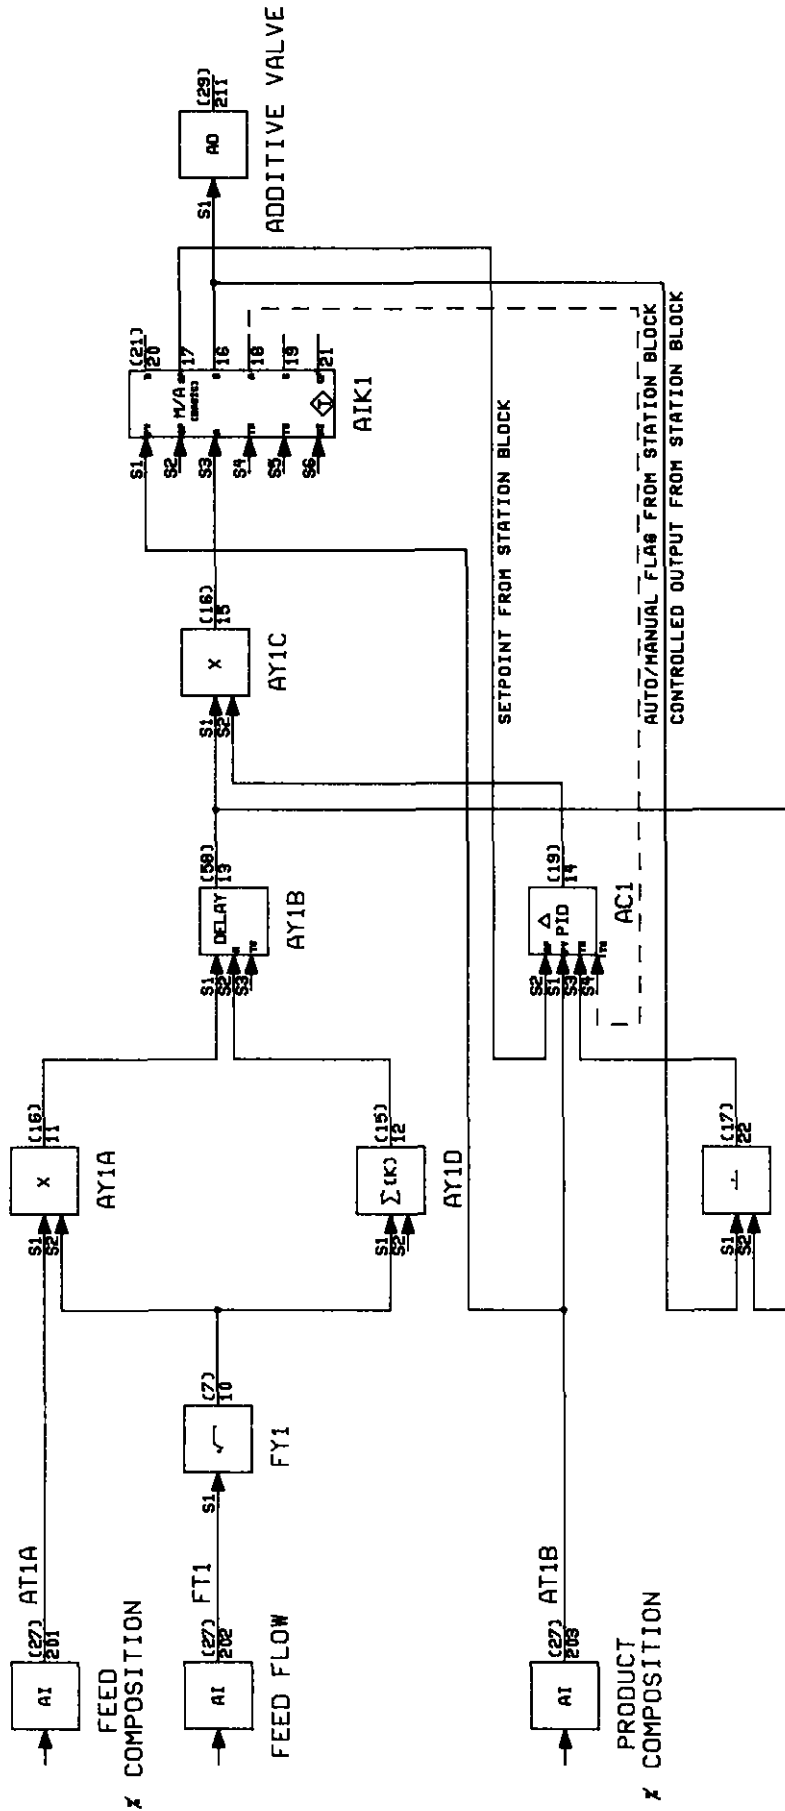 AI
(27)
201
AT1A
FEED
% COMPOSITION
AI
(27)
202
FT1
FEED FLOW
S1
√
(7)
10
FY1
S1
S2
X
(16)
11
AY1A
S1
S2
Σ(K)
(15)
12
AY1D
S1
S2
S3
DELAY
(58)
13
AY1B
S1
S2
X
(16)
15
AY1C
S1
S2
S3
S4
S5
S6
M/A
(21)
20
17
16
18
19
21
AIK1
S1
AO
(29)
211
ADDITIVE VALVE
AI
(27)
203
AT1B
PRODUCT
% COMPOSITION
S2
S1
S3
S4
Δ
PID
(19)
14
AC1
S1
S2
(17)
22
SETPOINT FROM STATION BLOCK
AUTO/MANUAL FLAG FROM STATION BLOCK
CONTROLLED OUTPUT FROM STATION BLOCK